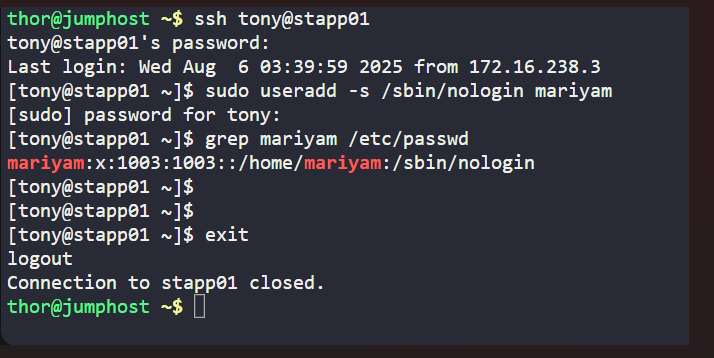 thor@jumphost ~$ ssh tony@stapp01
tony@stapp01's password:
Last login: Wed Aug  6 03:39:59 2025 from 172.16.238.3
[tony@stapp01 ~]$ sudo useradd -s /sbin/nologin mariyam
[sudo] password for tony:
[tony@stapp01 ~]$ grep mariyam /etc/passwd
mariyam:x:1003:1003::/home/mariyam:/sbin/nologin
[tony@stapp01 ~]$
[tony@stapp01 ~]$
[tony@stapp01 ~]$ exit
logout
Connection to stapp01 closed.
thor@jumphost ~$